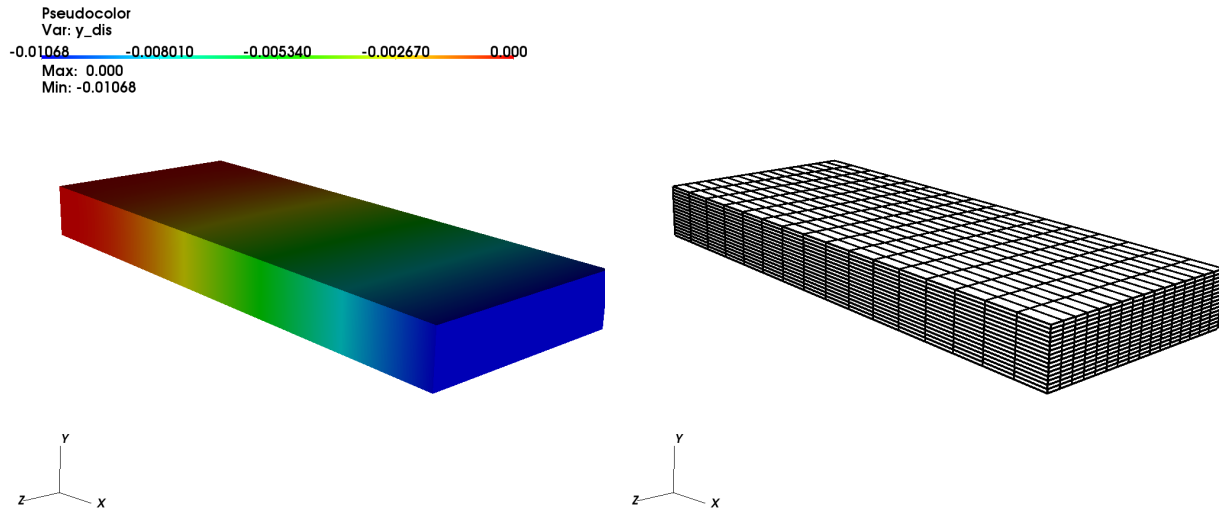 Pseudocolor
Var: y_dis
-0.01068 -0.008010 -0.005340 -0.002670 0.000
Max: 0.000
Min: -0.01068
Y
Z
X
Y
Z
X